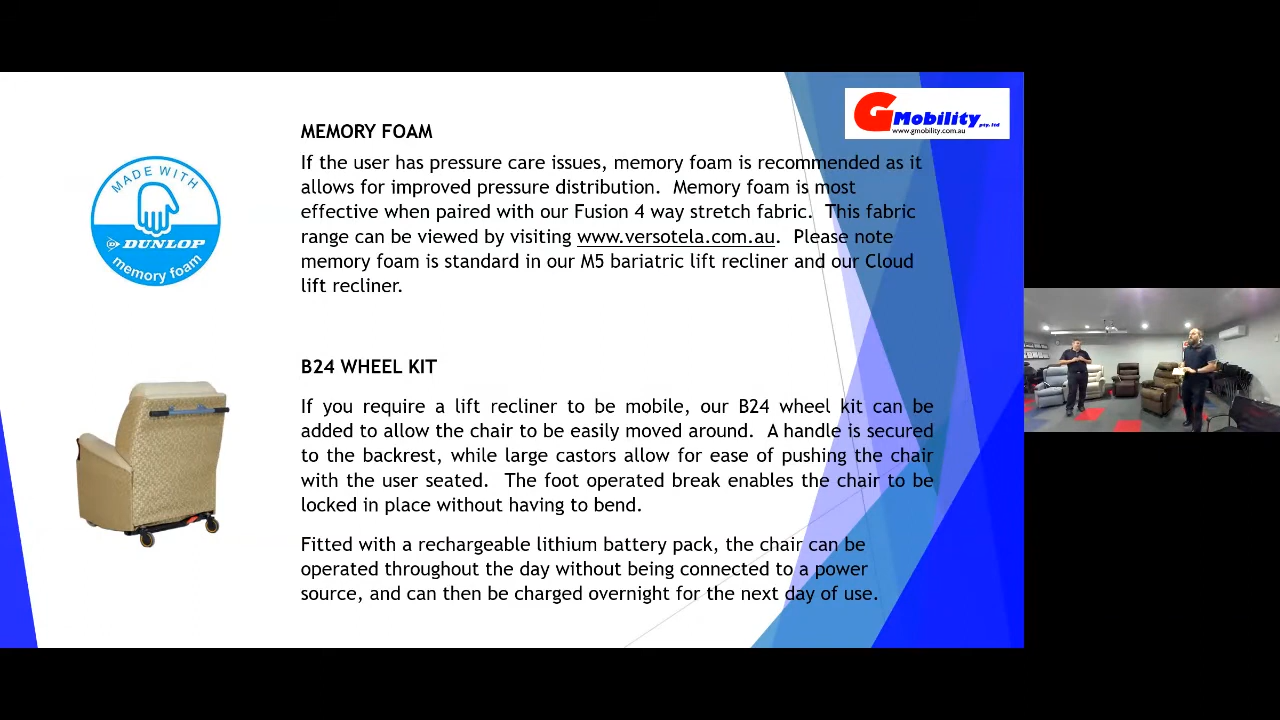 GMobility pty. ltd
www.gmobility.com.au
MEMORY FOAM
If the user has pressure care issues, memory foam is recommended as it
allows for improved pressure distribution. Memory foam is most
effective when paired with our Fusion 4 way stretch fabric. This fabric
range can be viewed by visiting www.versotela.com.au. Please note
memory foam is standard in our M5 bariatric lift recliner and our Cloud
lift recliner.
MADE WITH
DUNLOP
memory foam
B24 WHEEL KIT
If you require a lift recliner to be mobile, our B24 wheel kit can be
added to allow the chair to be easily moved around. A handle is secured
to the backrest, while large castors allow for ease of pushing the chair
with the user seated. The foot operated break enables the chair to be
locked in place without having to bend.
Fitted with a rechargeable lithium battery pack, the chair can be
operated throughout the day without being connected to a power
source, and can then be charged overnight for the next day of use.